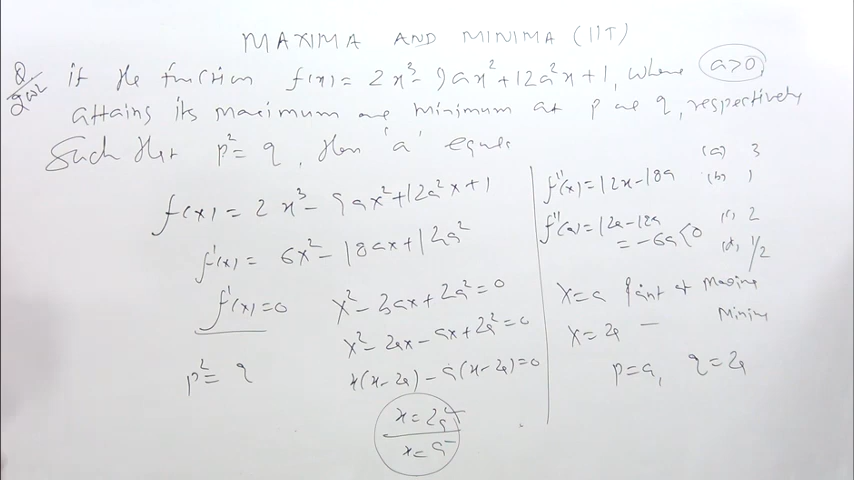 MAXIMA AND MINIMA (IIT)
Q if the function f(x) = 2x³ - 9ax² + 12a²x + 1, where a>0,
attains its maximum and minimum at p and q, respectively
Such that p² = q, then 'a' equals
(a) 3
(b) 1
(c) 2
(d) 1/2
f(x) = 2x³ - 9ax² + 12a²x + 1
f'(x) = 6x² - 18ax + 12a²
f'(x) = 0 x² - 3ax + 2a² = 0
x² - 2ax - ax + 2a² = 0
p² = q x(x-2a) - a(x-2a) = 0
x = 2a
x = a
f''(x) = 12x - 18a
f''(a) = 12a - 18a
= -6a < 0
x = a Point of Maxima
x = 2a — Minima
p = a, q = 2a